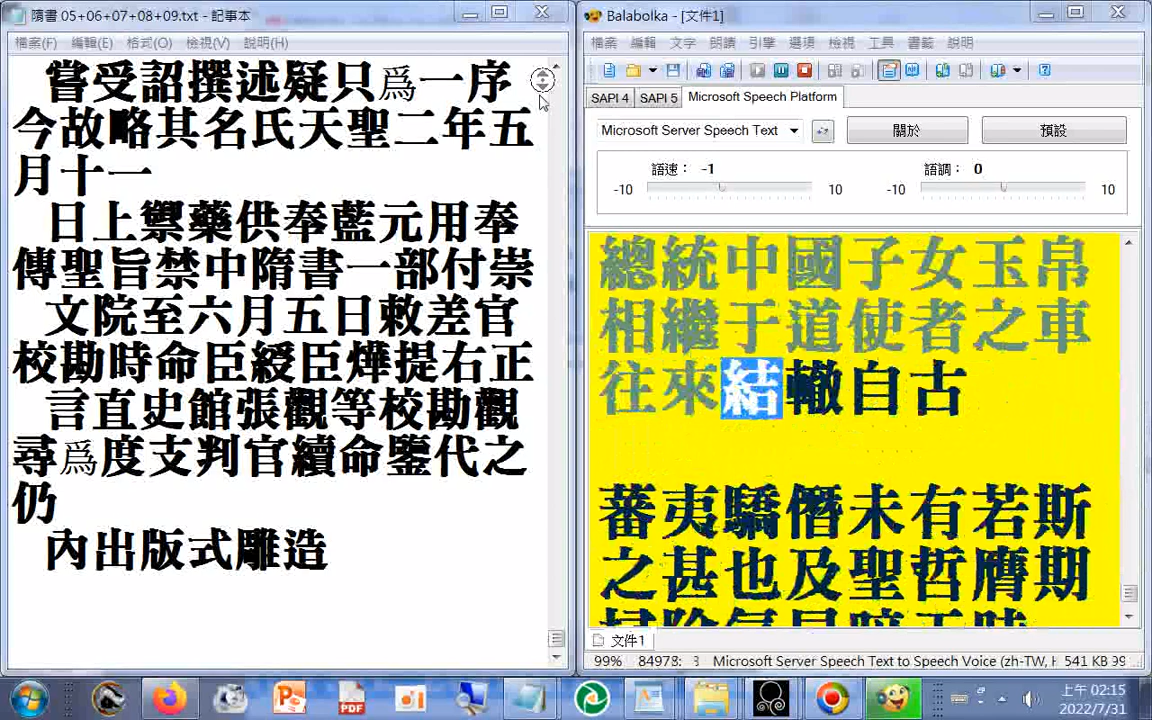 隋書 05+06+07+08+09.txt - 記事本
檔案(F) 編輯(E) 格式(O) 檢視(V) 說明(H)
嘗受詔撰述疑只爲一序
今故略其名氏天聖二年五
月十一
日上禦藥供奉藍元用奉
傳聖旨禁中隋書一部付崇
文院至六月五日敕差官
校勘時命臣綬臣燁提右正
言直史館張觀等校勘觀
尋爲度支判官續命鑒代之
仍
內出版式雕造
Balabolka - [文件1]
檔案 編輯 文字 朗讀 引擎 選項 檢視 工具 書籤 說明
SAPI 4 SAPI 5 Microsoft Speech Platform
Microsoft Server Speech Text 關於 預設
語速： -1 語調： 0
-10 10 -10 10
總統中國子女玉帛
相繼于道使者之車
往來結轍自古
蕃夷驕僭未有若斯
之甚也及聖哲膺期
掃除氛暗于時
文件1
99% 84978: 3 Microsoft Server Speech Text to Speech Voice (zh-TW, H 541 KB 99
上午 02:15
2022/7/31